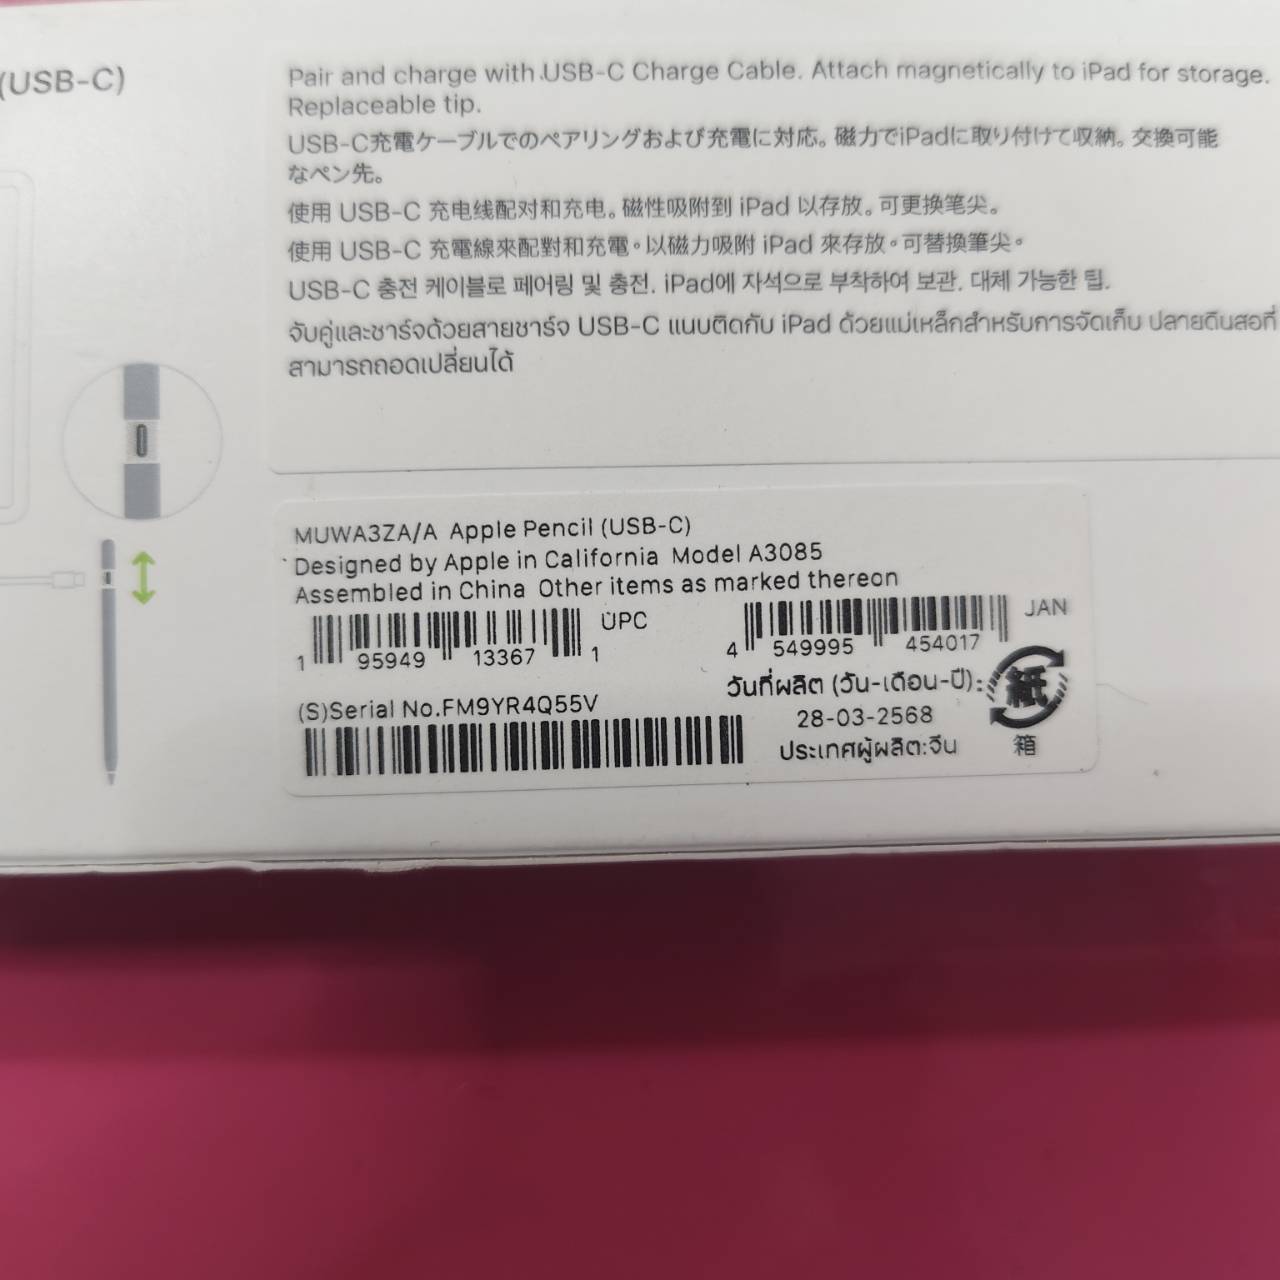 (USB-C)
Pair and charge with USB-C Charge Cable. Attach magnetically to iPad for storage.
Replaceable tip.
USB-C充電ケーブルでのペアリングおよび充電に対応。磁力でiPadに取り付けて収納。交換可能
なペン先。
使用 USB-C 充电线配对和充电。磁性吸附到 iPad 以存放。可更换笔尖。
使用 USB-C 充電線來配對和充電。以磁力吸附 iPad 來存放。可替換筆尖。
USB-C 충전 케이블로 페어링 및 충전. iPad에 자석으로 부착하여 보관. 대체 가능한 팁.
จับคู่และชาร์จด้วยสายชาร์จ USB-C แนบติดกับ iPad ด้วยแม่เหล็กสำหรับการจัดเก็บ ปลายดินสอที่
สามารถถอดเปลี่ยนได้
MUWA3ZA/A Apple Pencil (USB-C)
Designed by Apple in California Model A3085
Assembled in China Other items as marked thereon
UPC
1 95949 13367 1
JAN
4 549995 454017
(S)Serial No.FM9YR4Q55V
วันที่ผลิต (วัน-เดือน-ปี):
28-03-2568
ประเทศผู้ผลิต:จีน
紙
箱